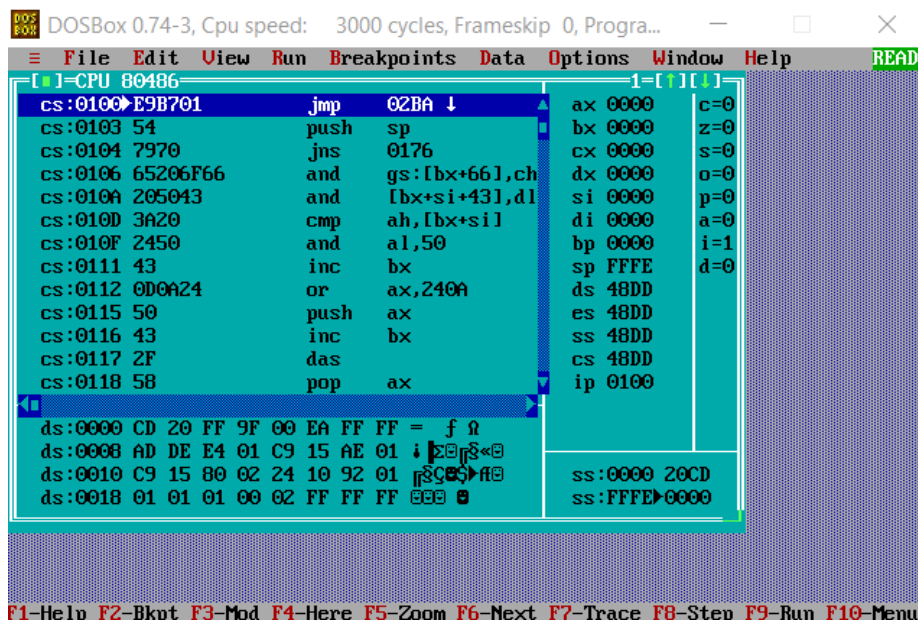 DOSBox 0.74-3, Cpu speed: 3000 cycles, Frameskip 0, Progra...
≡ File Edit View Run Breakpoints Data Options Window Help READ
[■]=CPU 80486 1=[↑][↓]
cs:0100►E9B701 jmp 02BA ↓ ax 0000 c=0
cs:0103 54 push sp bx 0000 z=0
cs:0104 7970 jns 0176 cx 0000 s=0
cs:0106 65206F66 and gs:[bx+66],ch dx 0000 o=0
cs:010A 205043 and [bx+si+43],dl si 0000 p=0
cs:010D 3A20 cmp ah,[bx+si] di 0000 a=0
cs:010F 2450 and al,50 bp 0000 i=1
cs:0111 43 inc bx sp FFFE d=0
cs:0112 0D0A24 or ax,240A ds 48DD
cs:0115 50 push ax es 48DD
cs:0116 43 inc bx ss 48DD
cs:0117 2F das cs 48DD
cs:0118 58 pop ax ip 0100
ds:0000 CD 20 FF 9F 00 EA FF FF = ƒ Ω
ds:0008 AD DE E4 01 C9 15 AE 01 ¡▐Σ☺╔§«☺
ds:0010 C9 15 80 02 24 10 92 01 ╔§Ç☻$►Æ☺ ss:0000 20CD
ds:0018 01 01 01 00 02 FF FF FF ☺☺☺ ☻ ss:FFFE►0000
F1-Help F2-Bkpt F3-Mod F4-Here F5-Zoom F6-Next F7-Trace F8-Step F9-Run F10-Menu